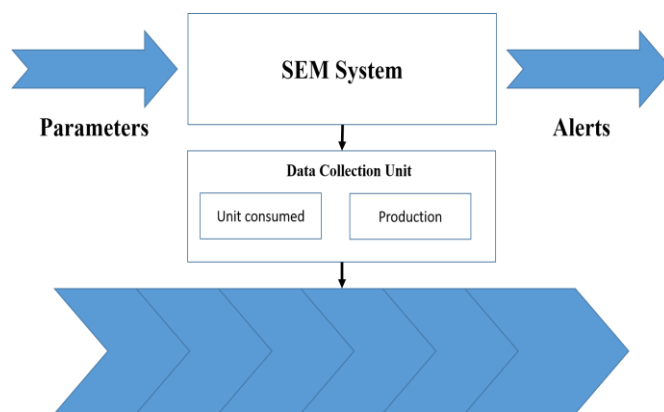 SEM System
Parameters
Alerts
Data Collection Unit
Unit consumed
Production